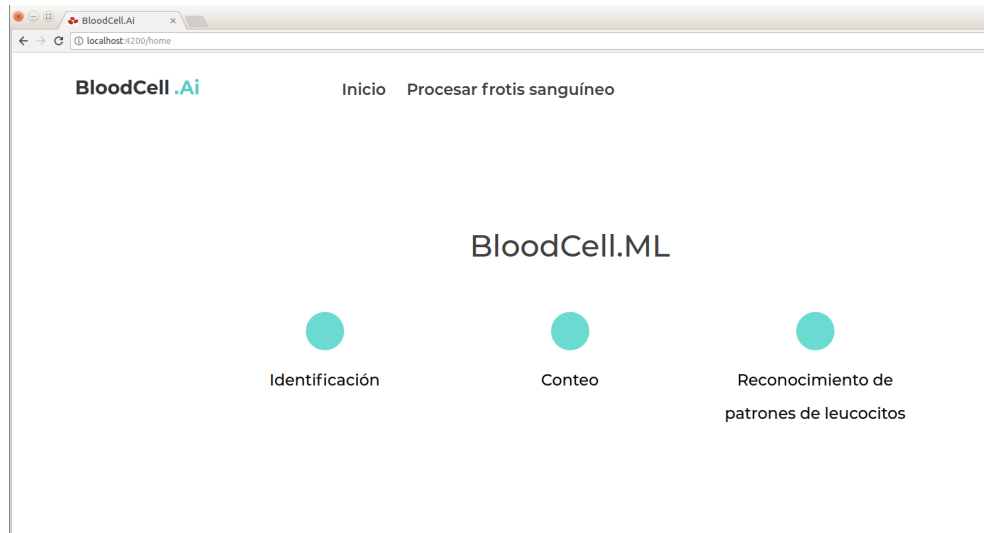 BloodCell.Ai
localhost:4200/home
BloodCell .Ai
Inicio
Procesar frotis sanguíneo
BloodCell.ML
Identificación
Conteo
Reconocimiento de
patrones de leucocitos